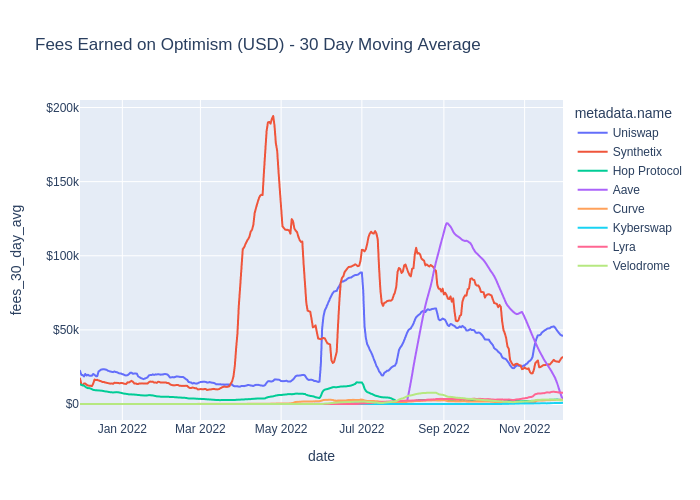 Fees Earned on Optimism (USD) - 30 Day Moving Average
metadata.name
Uniswap
Synthetix
Hop Protocol
Aave
Curve
Kyberswap
Lyra
Velodrome
fees_30_day_avg
$200k
$150k
$100k
$50k
$0
Jan 2022 Mar 2022 May 2022 Jul 2022 Sep 2022 Nov 2022
date